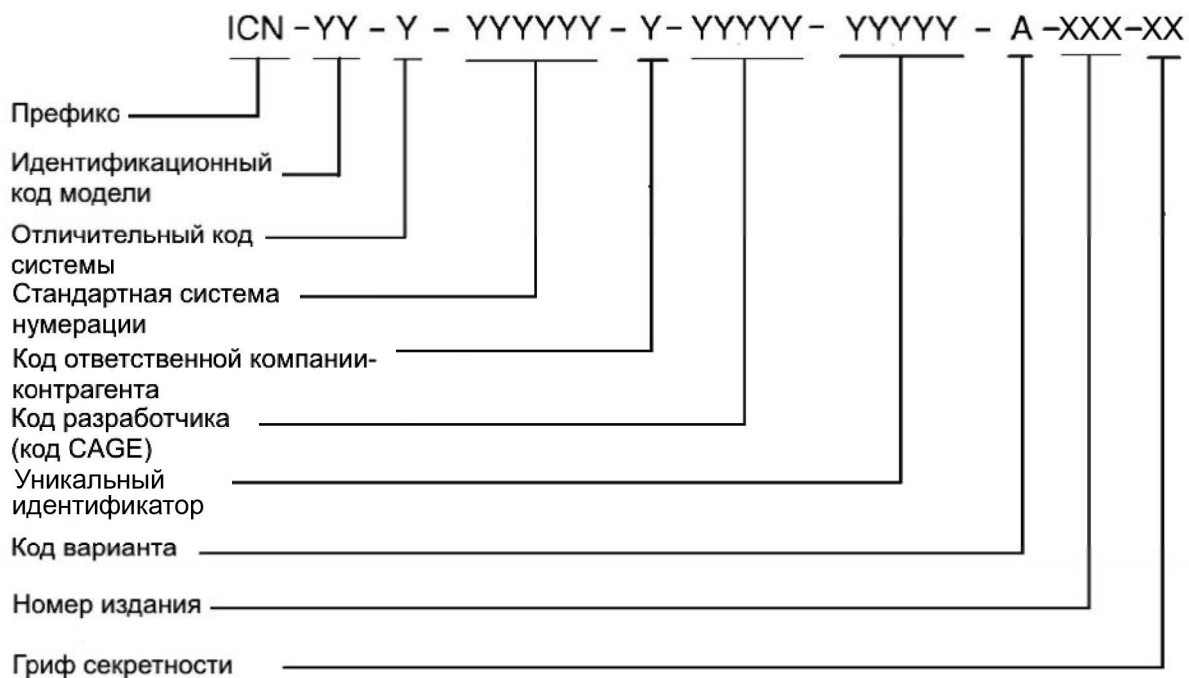 ICN – YY – Y – YYYYYY – Y – YYYYY – YYYYY – A – XXX – XX
Префикс
Идентификационный
код модели
Отличительный код
системы
Стандартная система
нумерации
Код ответственной компании-
контрагента
Код разработчика
(код CAGE)
Уникальный
идентификатор
Код варианта
Номер издания
Гриф секретности